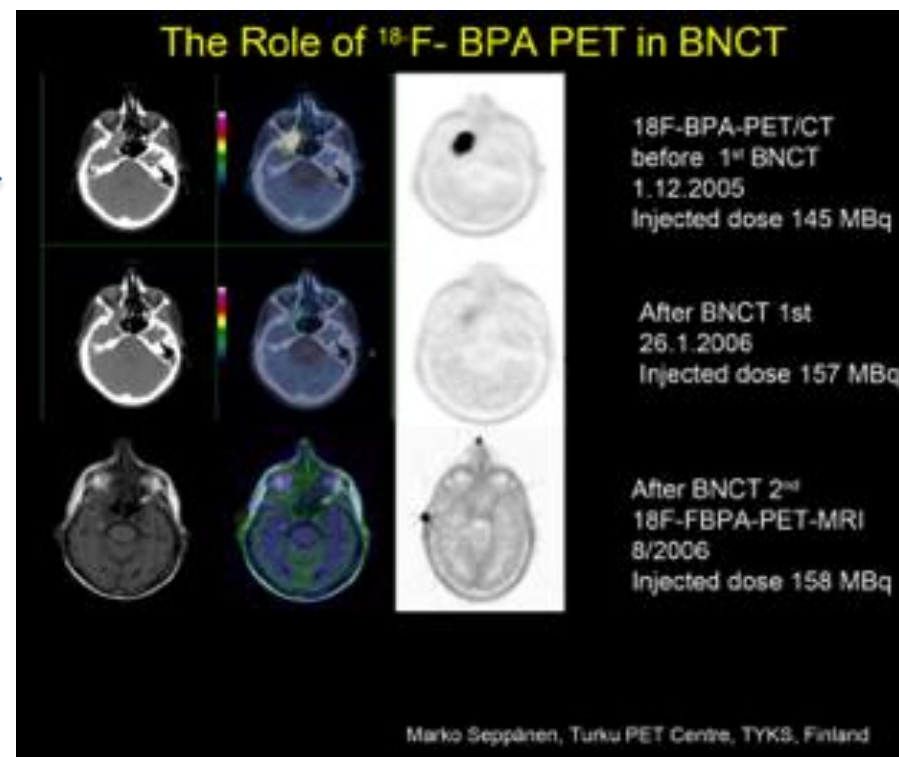 The Role of ¹⁸⁻F- BPA PET in BNCT
18F-BPA-PET/CT
before 1ˢᵗ BNCT
1.12.2005
Injected dose 145 MBq
After BNCT 1st
26.1.2006
Injected dose 157 MBq
After BNCT 2ⁿᵈ
18F-FBPA-PET-MRI
8/2006
Injected dose 158 MBq
Marko Seppänen, Turku PET Centre, TYKS, Finland